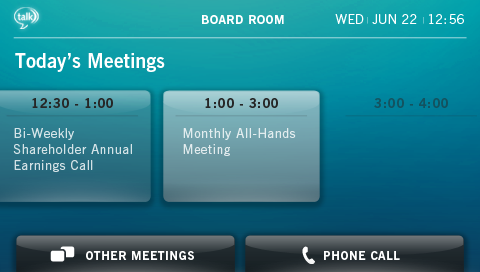 talk
BOARD ROOM
WED JUN 22 12:56
Today's Meetings
12:30 - 1:00
Bi-Weekly
Shareholder Annual
Earnings Call
1:00 - 3:00
Monthly All-Hands
Meeting
3:00 - 4:00
OTHER MEETINGS
PHONE CALL